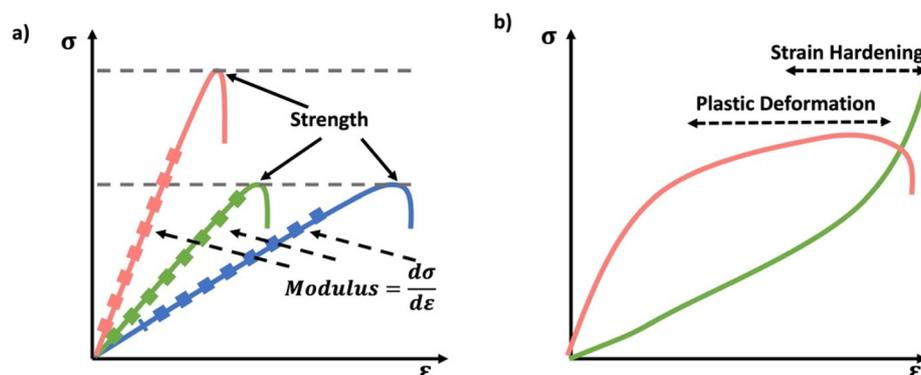 a)
σ
Strength
Modulus = dσ
dε
ε
b)
σ
Strain Hardening
Plastic Deformation
ε